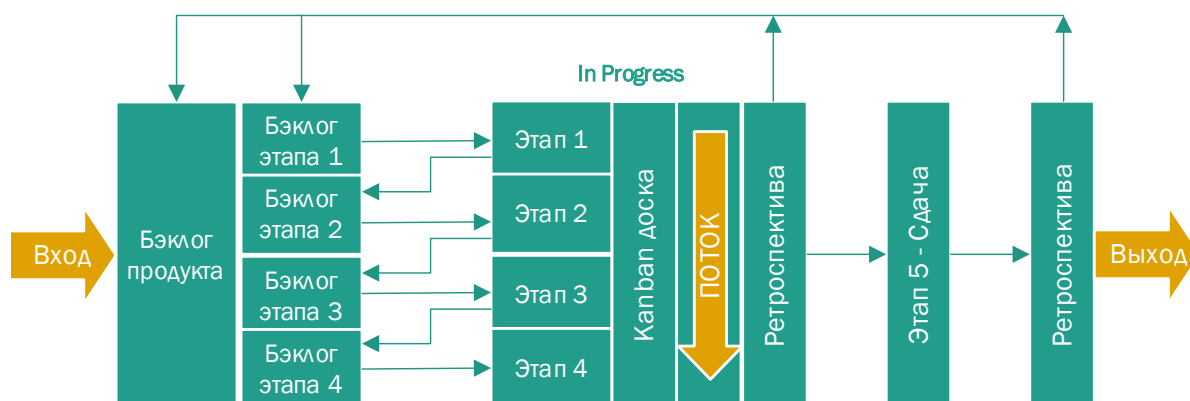 In Progress
Вход
Бэклог
продукта
Бэклог
этапа 1
Бэклог
этапа 2
Бэклог
этапа 3
Бэклог
этапа 4
Этап 1
Этап 2
Этап 3
Этап 4
Kanban доска
ПОТОК
Ретроспектива
Этап 5 - Сдача
Ретроспектива
Выход